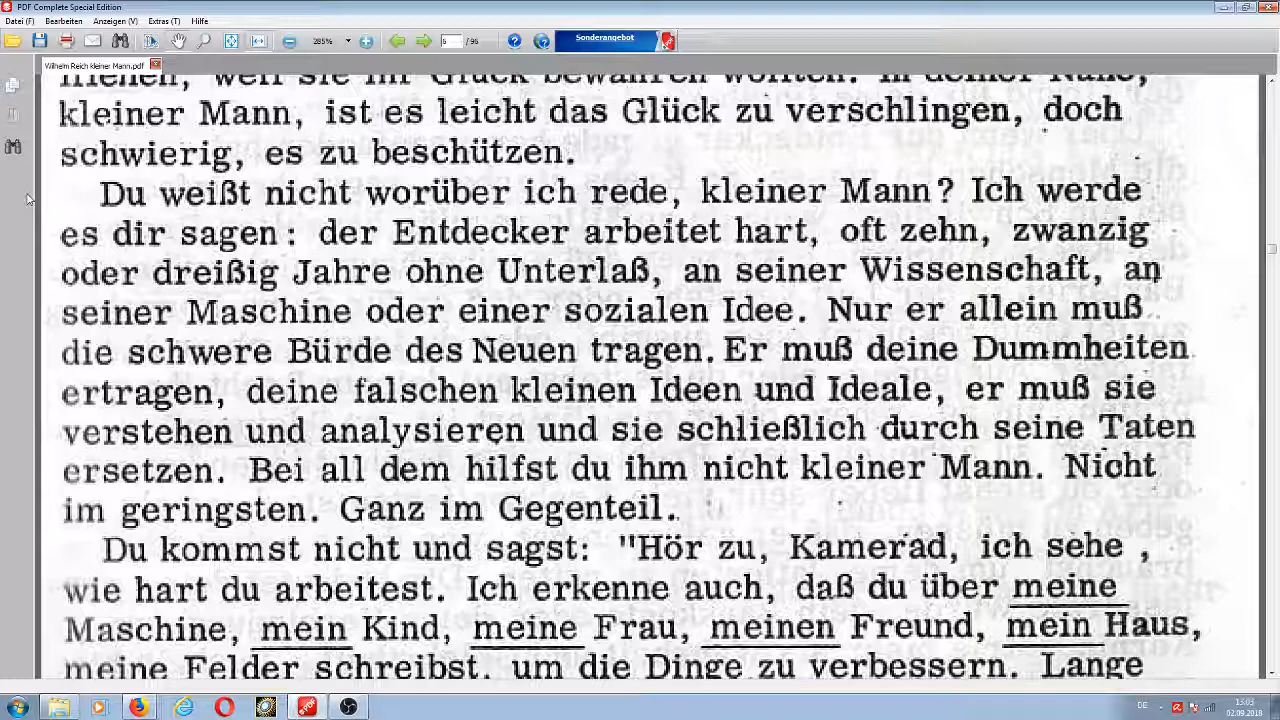 PDF Complete Special Edition
Datei (F) Bearbeiten Anzeigen (V) Extras (T) Hilfe
285% 5 / 96 Sonderangebot
Wilhelm Reich kleiner Mann.pdf
weil sie ihr Glück bewahren wollten. In deiner Nähe,
kleiner Mann, ist es leicht das Glück zu verschlingen, doch
schwierig, es zu beschützen.
Du weißt nicht worüber ich rede, kleiner Mann? Ich werde
es dir sagen: der Entdecker arbeitet hart, oft zehn, zwanzig
oder dreißig Jahre ohne Unterlaß, an seiner Wissenschaft, an
seiner Maschine oder einer sozialen Idee. Nur er allein muß
die schwere Bürde des Neuen tragen. Er muß deine Dummheiten
ertragen, deine falschen kleinen Ideen und Ideale, er muß sie
verstehen und analysieren und sie schließlich durch seine Taten
ersetzen. Bei all dem hilfst du ihm nicht kleiner Mann. Nicht
im geringsten. Ganz im Gegenteil.
Du kommst nicht und sagst: "Hör zu, Kamerad, ich sehe ,
wie hart du arbeitest. Ich erkenne auch, daß du über meine
Maschine, mein Kind, meine Frau, meinen Freund, mein Haus,
meine Felder schreibst, um die Dinge zu verbessern. Lange
STOP
DE 13:03
02.09.2018